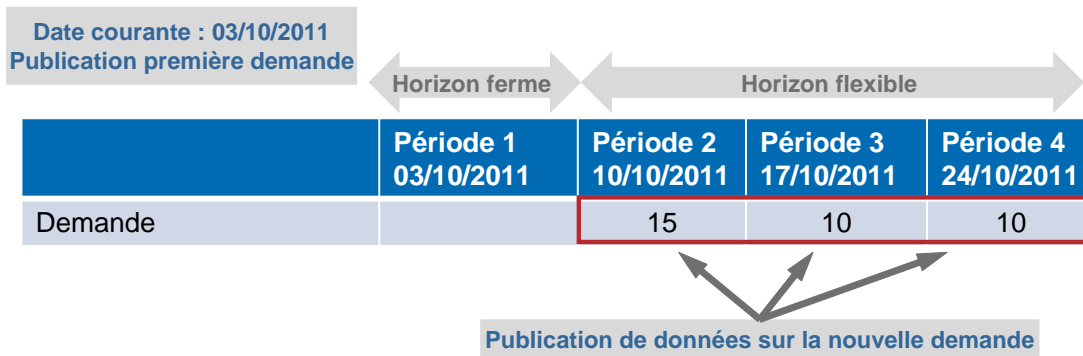 Date courante : 03/10/2011
Publication première demande
Horizon ferme
Horizon flexible
Période 1 Période 2 Période 3 Période 4
03/10/2011 10/10/2011 17/10/2011 24/10/2011
Demande 15 10 10
Publication de données sur la nouvelle demande